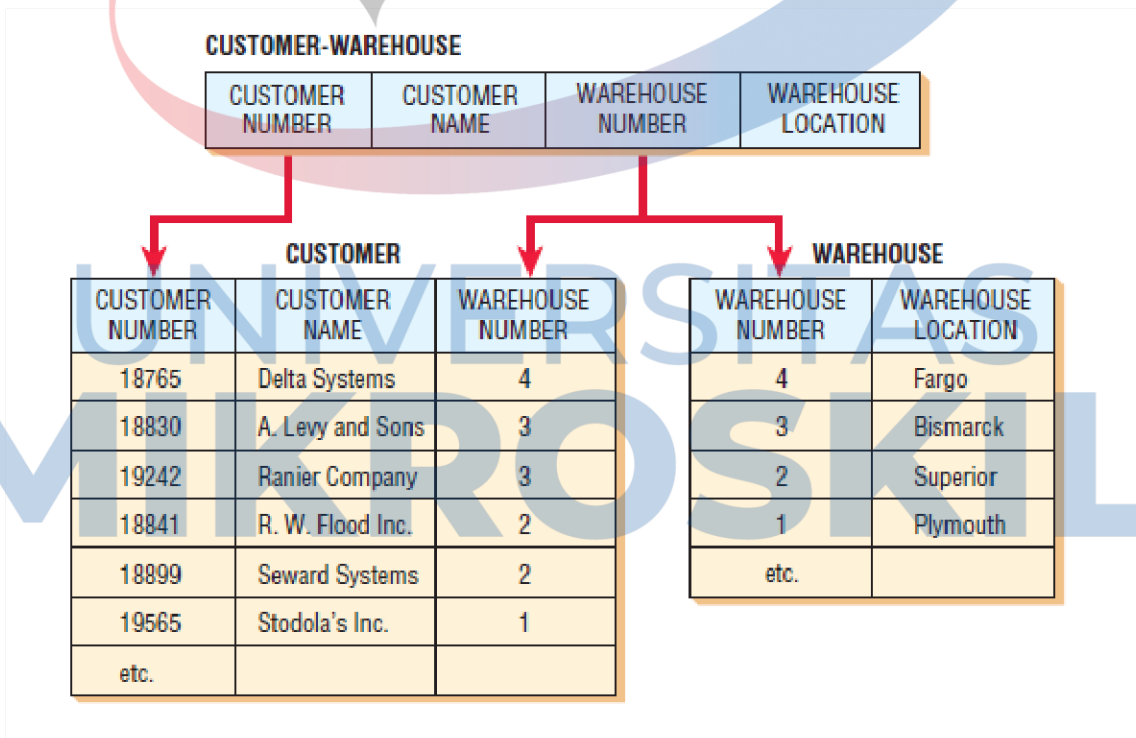 CUSTOMER-WAREHOUSE
CUSTOMER NUMBER CUSTOMER NAME WAREHOUSE NUMBER WAREHOUSE LOCATION
CUSTOMER
CUSTOMER NUMBER CUSTOMER NAME WAREHOUSE NUMBER
18765 Delta Systems 4
18830 A. Levy and Sons 3
19242 Ranier Company 3
18841 R. W. Flood Inc. 2
18899 Seward Systems 2
19565 Stodola's Inc. 1
etc.
WAREHOUSE
WAREHOUSE NUMBER WAREHOUSE LOCATION
4 Fargo
3 Bismarck
2 Superior
1 Plymouth
etc.
UNIVERSITAS
MIKROSKIL